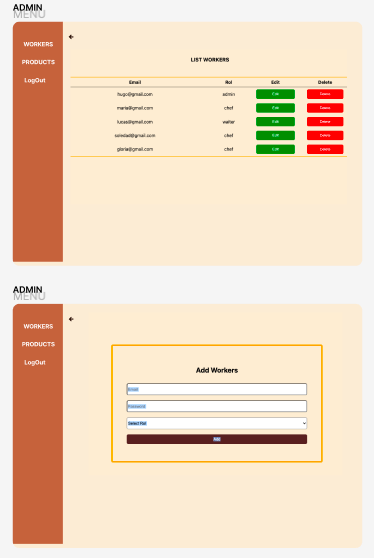 ADMIN
MENU
WORKERS
PRODUCTS
LogOut
LIST WORKERS
Email Rol Edit Delete
hugo@gmail.com admin Edit Delete
maria@gmail.com chef Edit Delete
lucas@gmail.com waiter Edit Delete
soledad@gmail.com chef Edit Delete
gloria@gmail.com chef Edit Delete
ADMIN
MENU
WORKERS
PRODUCTS
LogOut
Add Workers
Email
Password
Select Rol
Add